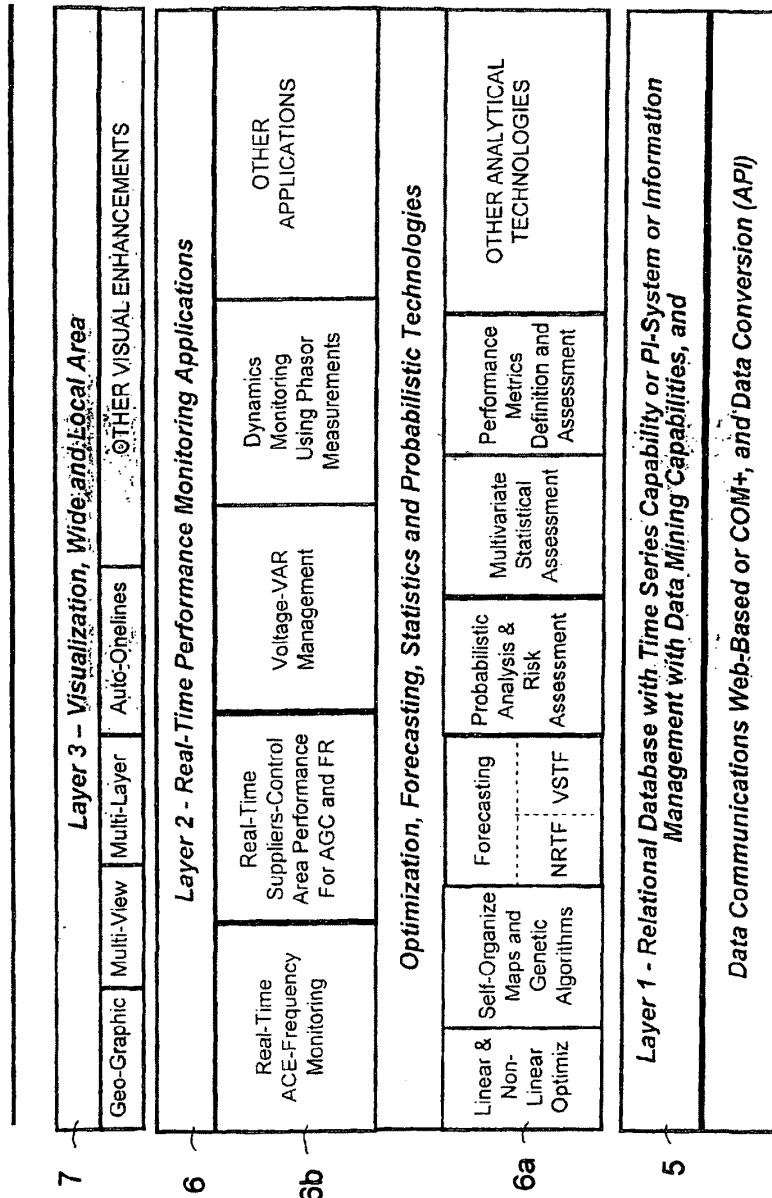 7
Layer 3 – Visualization, Wide and Local Area
Geo-Graphic
Multi-View
Multi-Layer
Auto-Onelines
OTHER VISUAL ENHANCEMENTS
6
Layer 2 - Real-Time Performance Monitoring Applications
6b
Real-Time
ACE-Frequency
Monitoring
Real-Time
Suppliers-Control
Area Performance
For AGC and FR
Voltage-VAR
Management
Dynamics
Monitoring
Using Phasor
Measurements
OTHER
APPLICATIONS
Optimization, Forecasting, Statistics and Probabilistic Technologies
6a
Linear &
Non-
Linear
Optimiz
Self-Organize
Maps and
Genetic
Algorithms
Forecasting
NRTF
VSTF
Probabilistic
Analysis &
Risk
Assessment
Multivariate
Statistical
Assessment
Performance
Metrics
Definition and
Assessment
OTHER ANALYTICAL
TECHNOLOGIES
5
Layer 1 - Relational Database with Time Series Capability or PI-System or Information
Management with Data Mining Capabilities, and
Data Communications Web-Based or COM+, and Data Conversion (API)